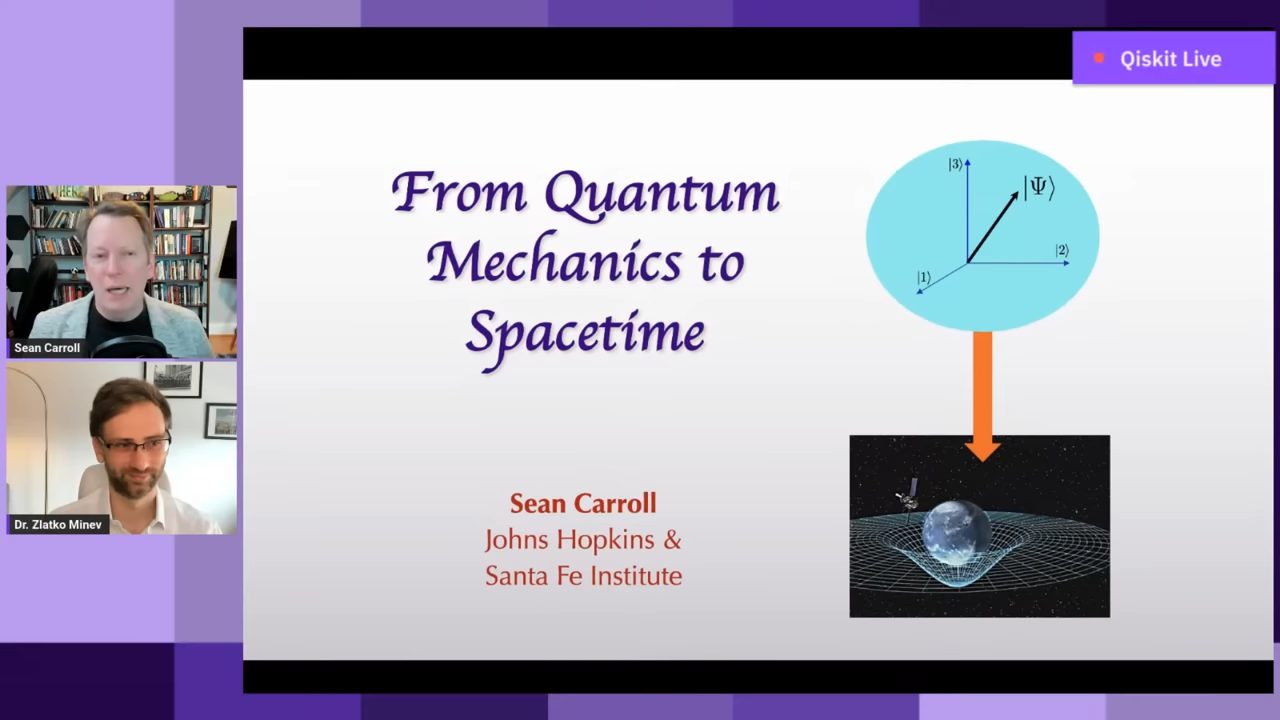 Qiskit Live
From Quantum
Mechanics to
Spacetime
Sean Carroll
Johns Hopkins &
Santa Fe Institute
|3⟩
|Ψ⟩
|2⟩
|1⟩
Sean Carroll
Dr. Zlatko Minev